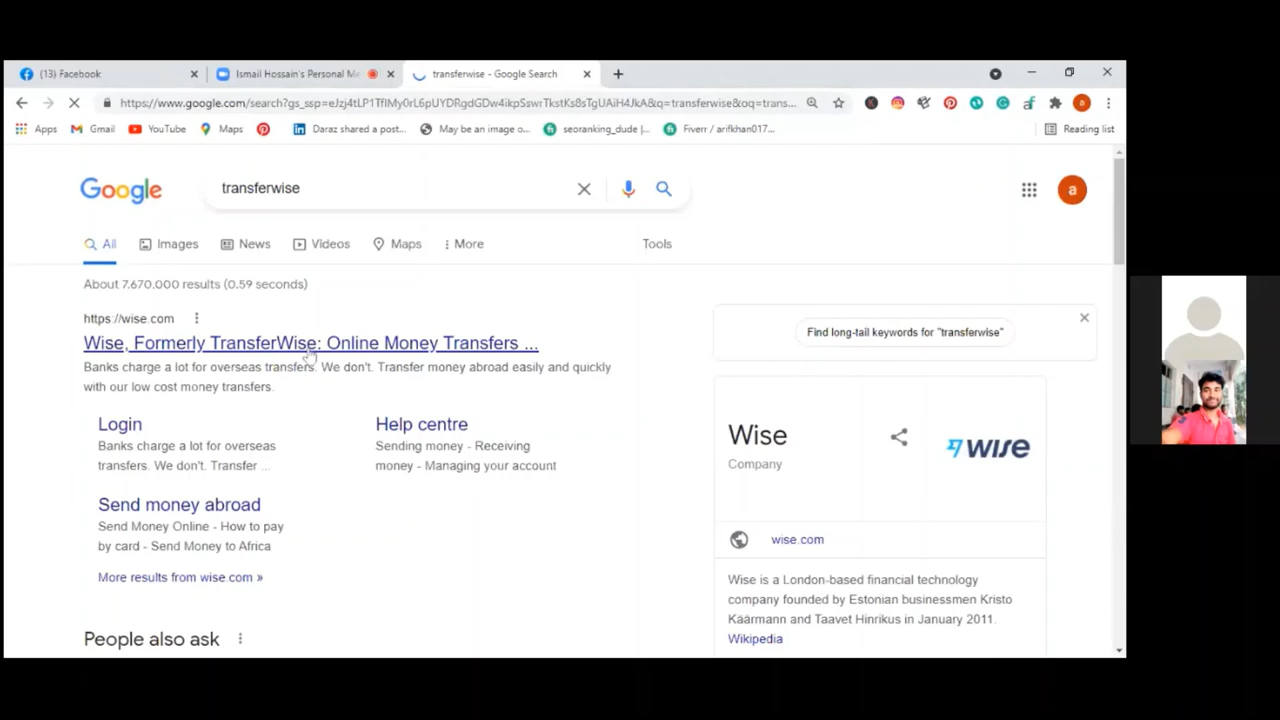 (13) Facebook
Ismail Hossain's Personal Me
transferwise - Google Search
https://www.google.com/search?gs_ssp=
&q=transferwise&oq=trans...
Apps
Gmail
YouTube
Maps
Daraz shared a post...
May be an image o...
seoranking_dude |...
Fiverr / arifkhan017...
Reading list
Google
transferwise
a
All
Images
News
Videos
Maps
More
Tools
About 7,670,000 results (0.59 seconds)
https://wise.com
Wise, Formerly TransferWise: Online Money Transfers ...
Banks charge a lot for overseas transfers. We don't. Transfer money abroad easily and quickly
with our low cost money transfers.
Login
Banks charge a lot for overseas
transfers. We don't. Transfer ...
Help centre
Sending money - Receiving
money - Managing your account
Send money abroad
Send Money Online - How to pay
by card - Send Money to Africa
More results from wise.com »
People also ask
Find long-tail keywords for "transferwise"
Wise
Company
WISE
wise.com
Wise is a London-based financial technology
company founded by Estonian businessmen Kristo
Käärmann and Taavet Hinrikus in January 2011.
Wikipedia